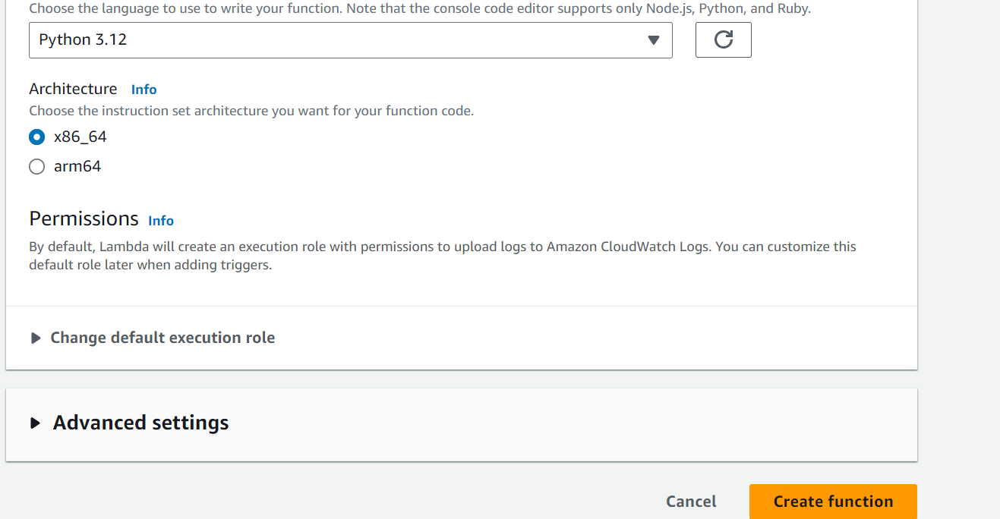 Choose the language to use to write your function. Note that the console code editor supports only Node.js, Python, and Ruby.
Python 3.12
Architecture Info
Choose the instruction set architecture you want for your function code.
x86_64
arm64
Permissions Info
By default, Lambda will create an execution role with permissions to upload logs to Amazon CloudWatch Logs. You can customize this
default role later when adding triggers.
Change default execution role
Advanced settings
Cancel Create function